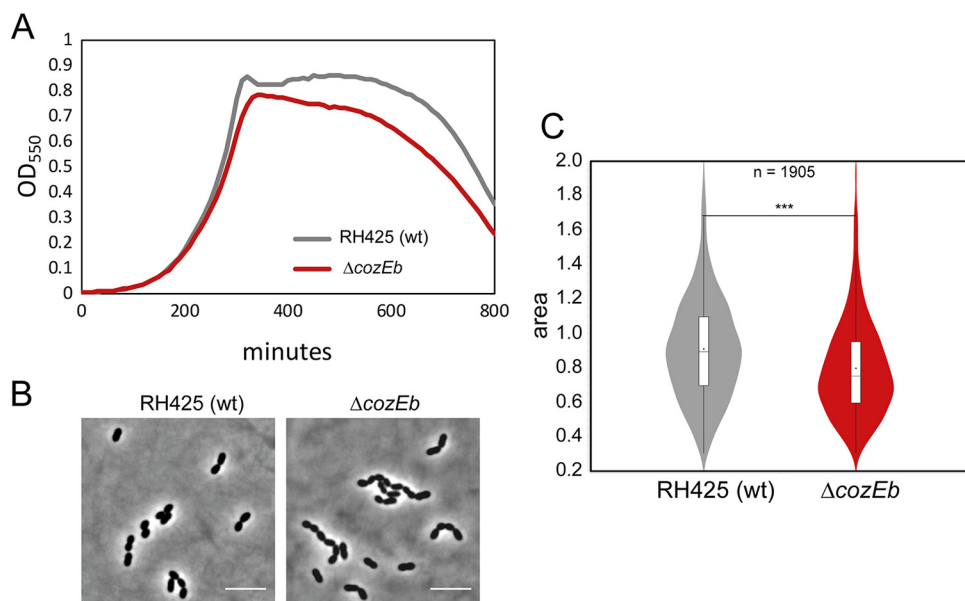 A
OD550
1
0.9
0.8
0.7
0.6
0.5
0.4
0.3
0.2
0.1
0
RH425 (wt)
ΔcozEb
0 200 400 600 800
minutes
B
RH425 (wt) ΔcozEb
C
area
2.0
1.8
1.6
1.4
1.2
1.0
0.8
0.6
0.4
0.2
n = 1905
***
RH425 (wt) ΔcozEb